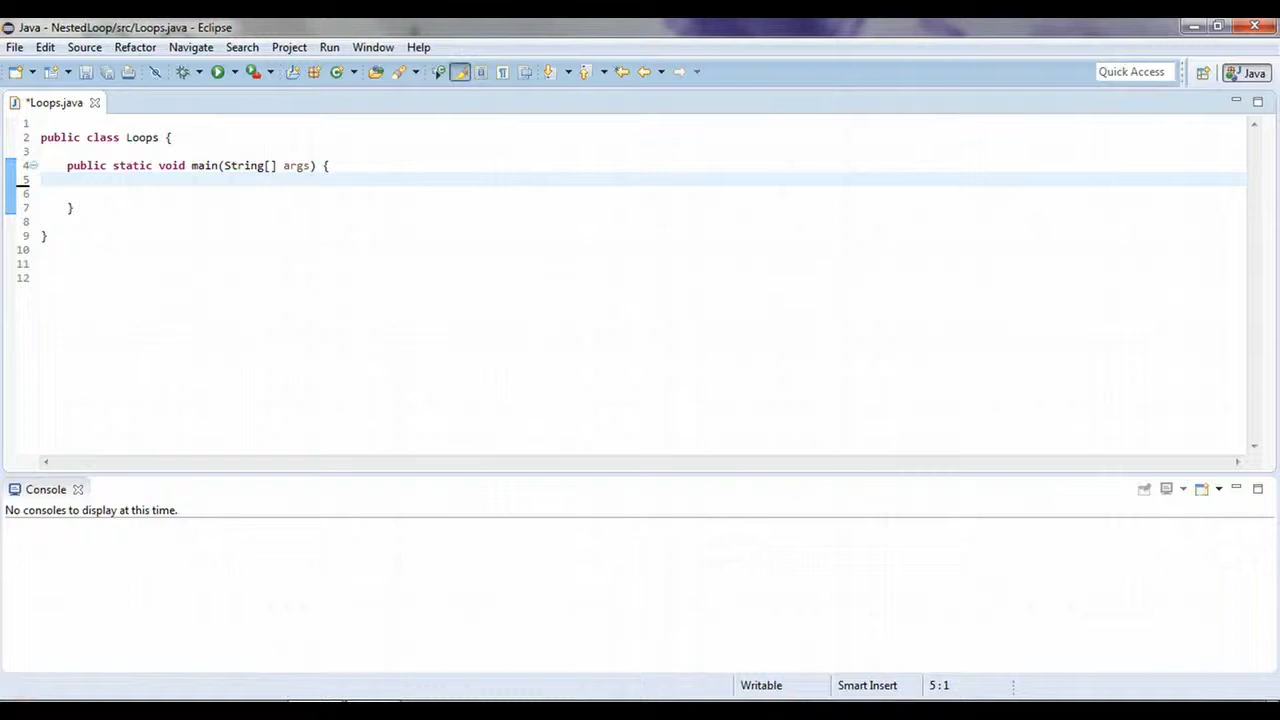 Java - NestedLoop/src/Loops.java - Eclipse
File Edit Source Refactor Navigate Search Project Run Window Help
Quick Access Java
*Loops.java
1
2 public class Loops {
3
4 public static void main(String[] args) {
5
6
7 }
8
9 }
10
11
12
Console
No consoles to display at this time.
Writable Smart Insert 5 : 1